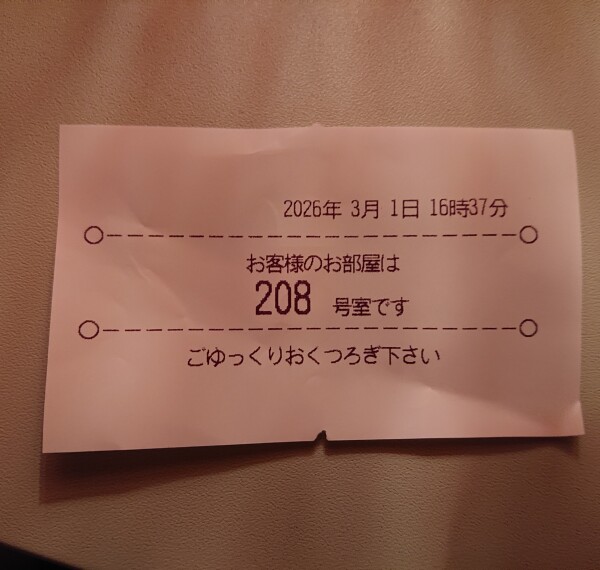 2026年 3月 1日 16時37分
お客様のお部屋は
208 号室です
ごゆっくりおくつろぎ下さい